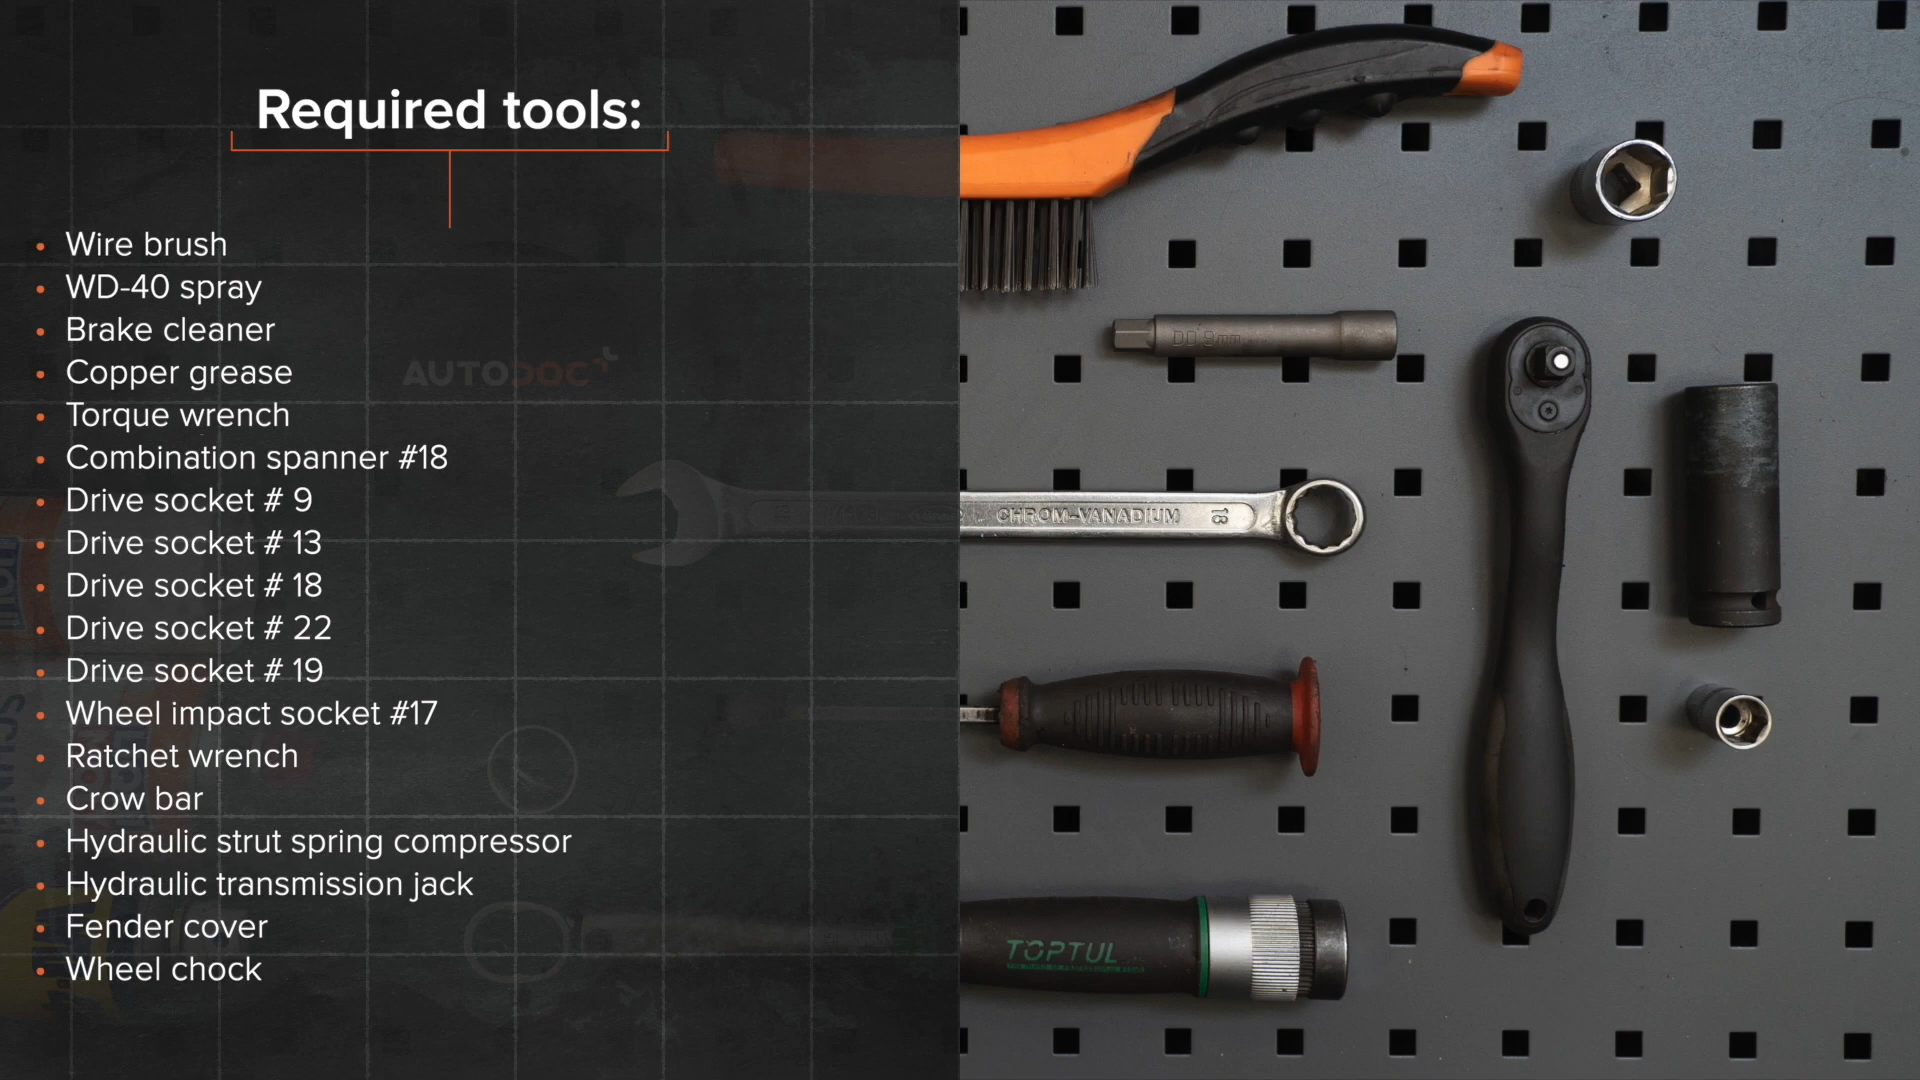 Required tools:
Wire brush
WD-40 spray
Brake cleaner
Copper grease
Torque wrench
Combination spanner #18
Drive socket # 9
Drive socket # 13
Drive socket # 18
Drive socket # 22
Drive socket # 19
Wheel impact socket #17
Ratchet wrench
Crow bar
Hydraulic strut spring compressor
Hydraulic transmission jack
Fender cover
Wheel chock
AUTODOC
DD 9mm
CHROM-VANADIUM 18
TOPTUL